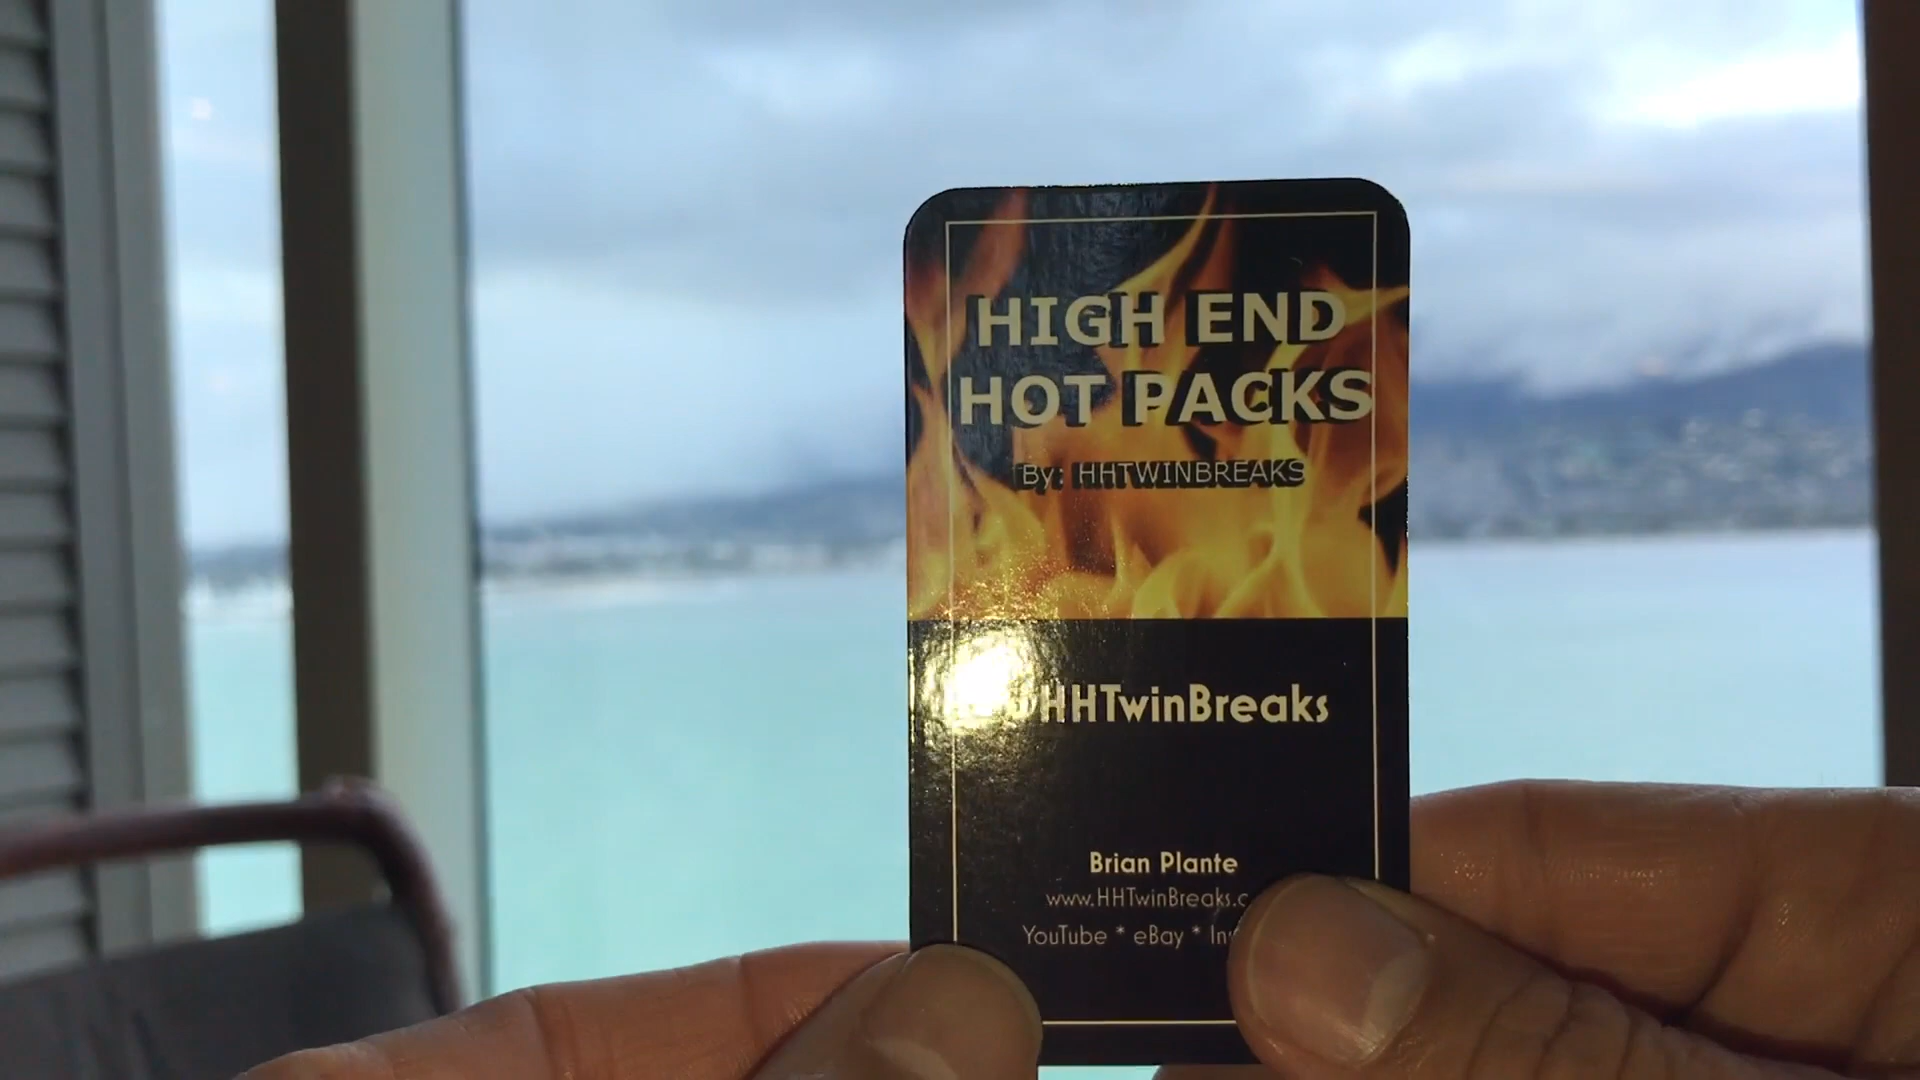 HIGH END
HOT PACKS
By: HHTWINBREAKS
HHTwinBreaks
Brian Plante
www.HHTwinBreaks.c
YouTube * eBay *